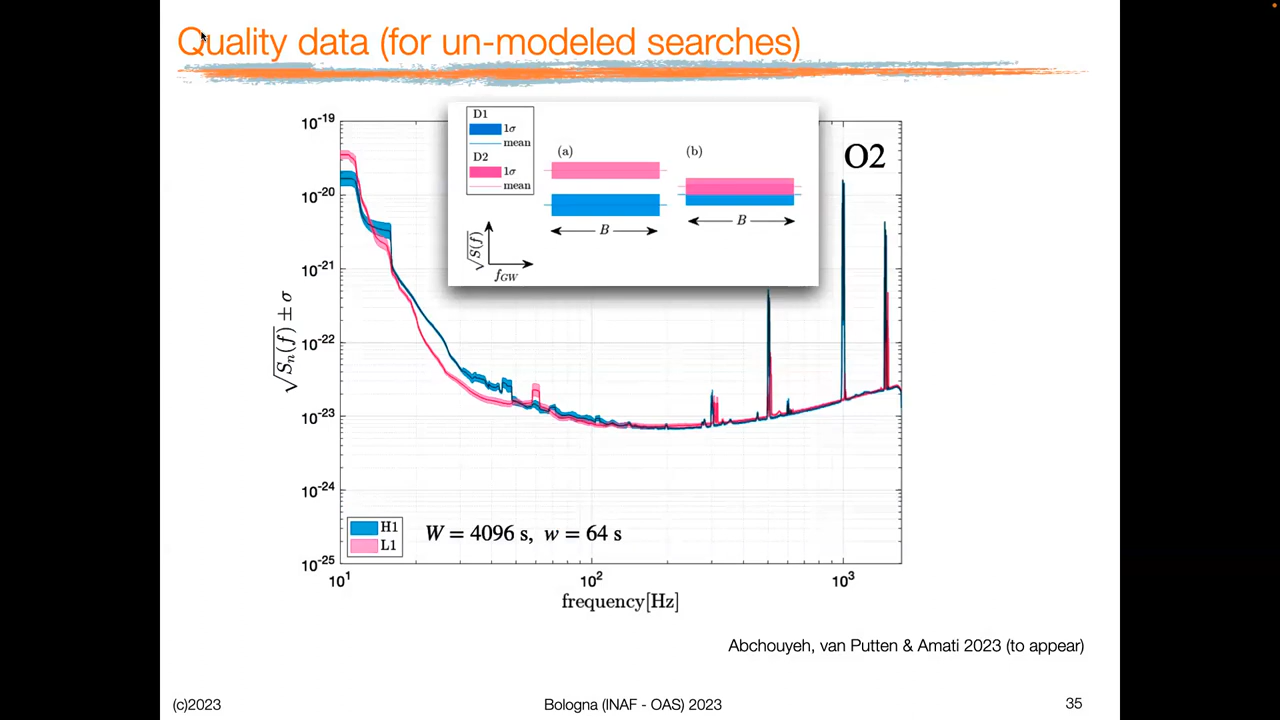 Quality data (for un-modeled searches)
D1
1σ
mean
D2
1σ
mean
(a)
(b)
B
B
√S(f)
f_GW
O2
10^-19
10^-20
10^-21
10^-22
10^-23
10^-24
10^-25
√S_n(f) ± σ
H1
L1
W = 4096 s, w = 64 s
10^1
10^2
10^3
frequency[Hz]
Abchouyeh, van Putten & Amati 2023 (to appear)
(c)2023
Bologna (INAF - OAS) 2023
35